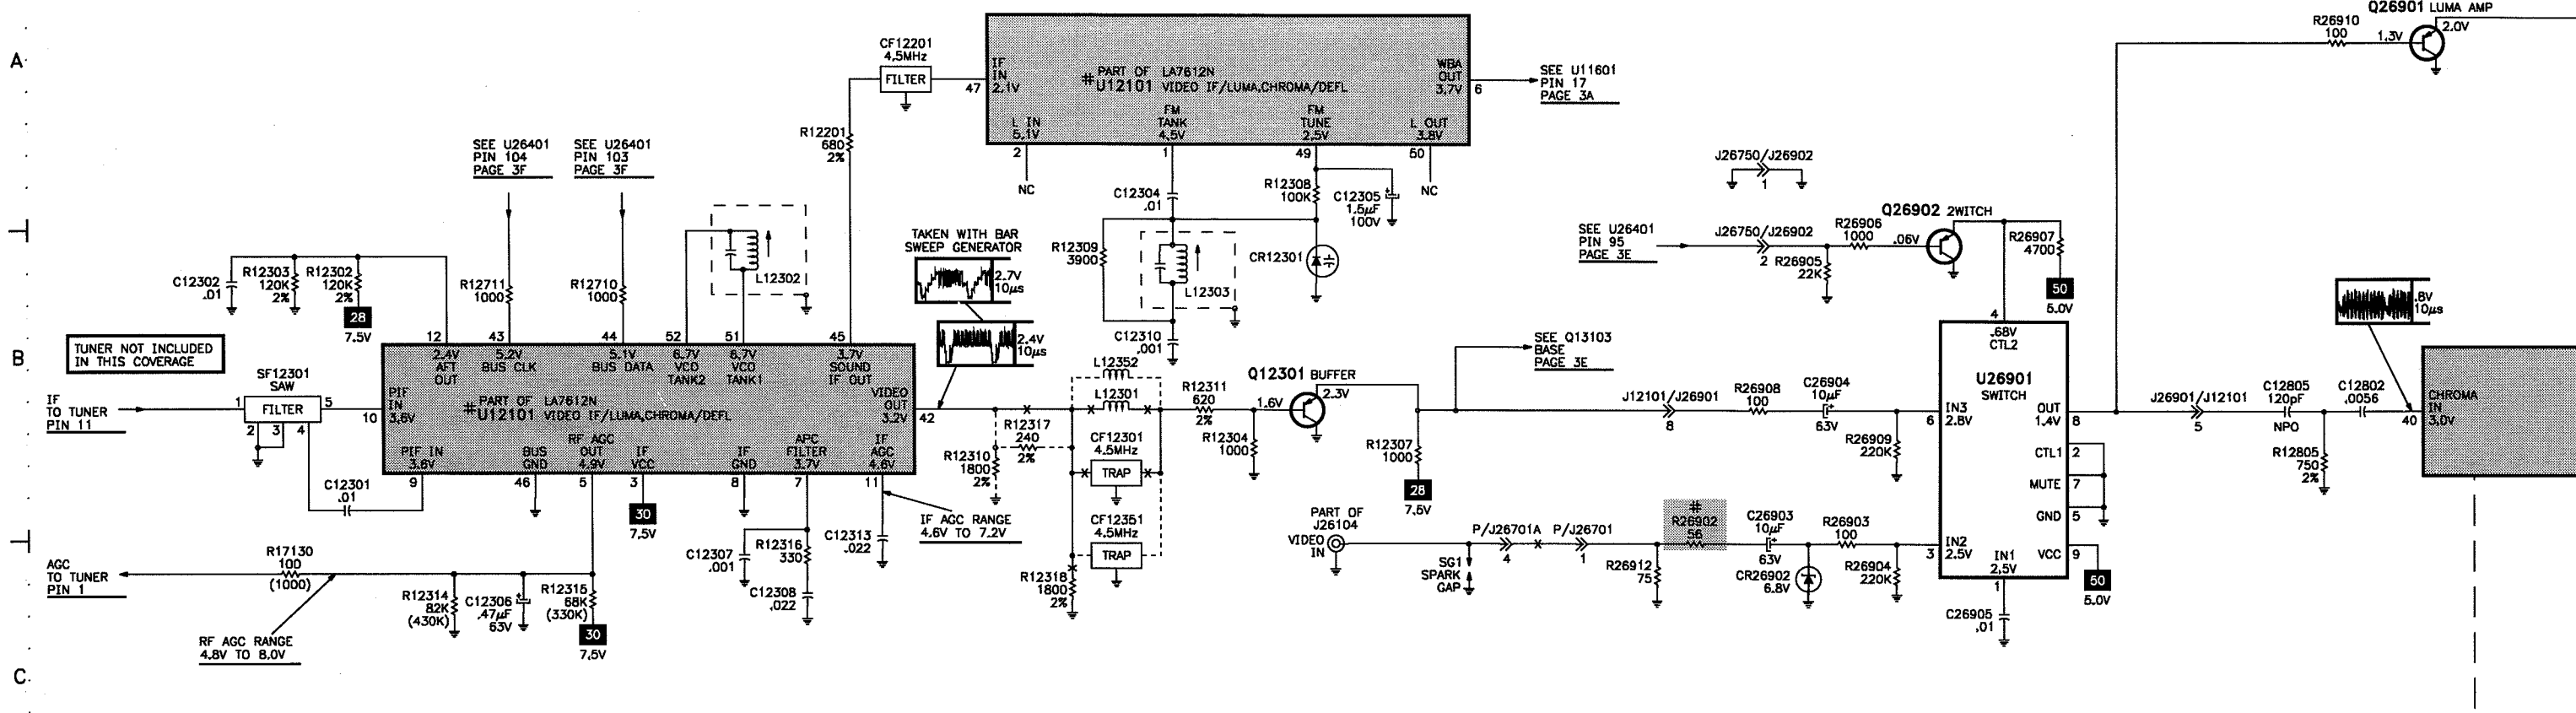 A
B
C
CF12201
4.5MHz
FILTER
47
IF
IN
2.1V
PART OF LA7612N
#U12101 VIDEO IF/LUMA,CHROMA/DEFL
WBA
OUT
3.7V
6
SEE U11601
PIN 17
PAGE 3A
L IN
5.1V
2
NC
FM
TANK
4.5V
1
FM
TUNE
2.5V
49
L OUT
3.8V
50
NC
R12201
680
2%
SEE U26401
PIN 104
PAGE 3F
SEE U26401
PIN 103
PAGE 3F
R12711
1000
R12710
1000
L12302
C12304
.01
R12308
100K
C12305
1.5µF
100V
R12309
3900
L12303
CR12301
C12310
.001
C12302
.01
R12303
120K
2%
R12302
120K
2%
28
7.5V
TUNER NOT INCLUDED
IN THIS COVERAGE
TAKEN WITH BAR
SWEEP GENERATOR
2.7V
10µs
2.4V
10µs
12
2.4V
AFT
OUT
43
5.2V
BUS CLK
44
5.1V
BUS DATA
52
6.7V
VCO
TANK2
51
6.7V
VCO
TANK1
45
3.7V
SOUND
IF OUT
PIF
IN
3.6V
10
PART OF LA7612N
#U12101 VIDEO IF/LUMA,CHROMA/DEFL
VIDEO
OUT
3.2V
42
PIF IN
3.6V
9
BUS
GND
46
RF AGC
OUT
4.9V
5
IF
VCC
3
IF
GND
8
APC
FILTER
3.7V
7
IF
AGC
4.6V
11
IF
TO TUNER
PIN 11
SF12301
SAW
FILTER
1
5
2
3
4
C12301
.01
30
7.5V
AGC
TO TUNER
PIN 1
R17130
100
(1000)
RF AGC RANGE
4.8V TO 8.0V
R12314
82K
(430K)
C12306
.47µF
63V
R12315
68K
(330K)
30
7.5V
C12307
.001
R12316
330
C12308
.022
C12313
.022
IF AGC RANGE
4.6V TO 7.2V
R12317
240
2%
R12310
1800
2%
R12318
1800
2%
L12352
L12301
CF12301
4.5MHz
TRAP
CF12351
4.5MHz
TRAP
R12311
620
2%
R12304
1000
Q12301 BUFFER
1.6V
2.3V
R12307
1000
28
7.5V
SEE Q13103
BASE
PAGE 3E
J26750/J26902
1
SEE U26401
PIN 95
PAGE 3E
J26750/J26902
2
R26905
22K
R26906
1000
Q26902 2WITCH
.06V
R26907
4700
50
5.0V
J12101/J26901
8
R26908
100
C26904
10µF
63V
R26909
220K
4
.68V
CTL2
U26901
SWITCH
IN3
2.8V
6
OUT
1.4V
8
CTL1
2
MUTE
7
GND
5
IN2
2.5V
3
IN1
2.5V
1
VCC
9
50
5.0V
C26905
.01
PART OF
J26104
VIDEO
IN
SG1
SPARK
GAP
P/J26701A
4
P/J26701
1
R26912
75
#
R26902
56
C26903
10µF
63V
CR26902
6.8V
R26903
100
R26904
220K
R26910
100
1.3V
Q26901 LUMA AMP
2.0V
J26901/J12101
5
C12805
120pF
NPO
R12805
750
2%
C12802
.0056
.8V
10µs
40
CHROMA
IN
3.0V